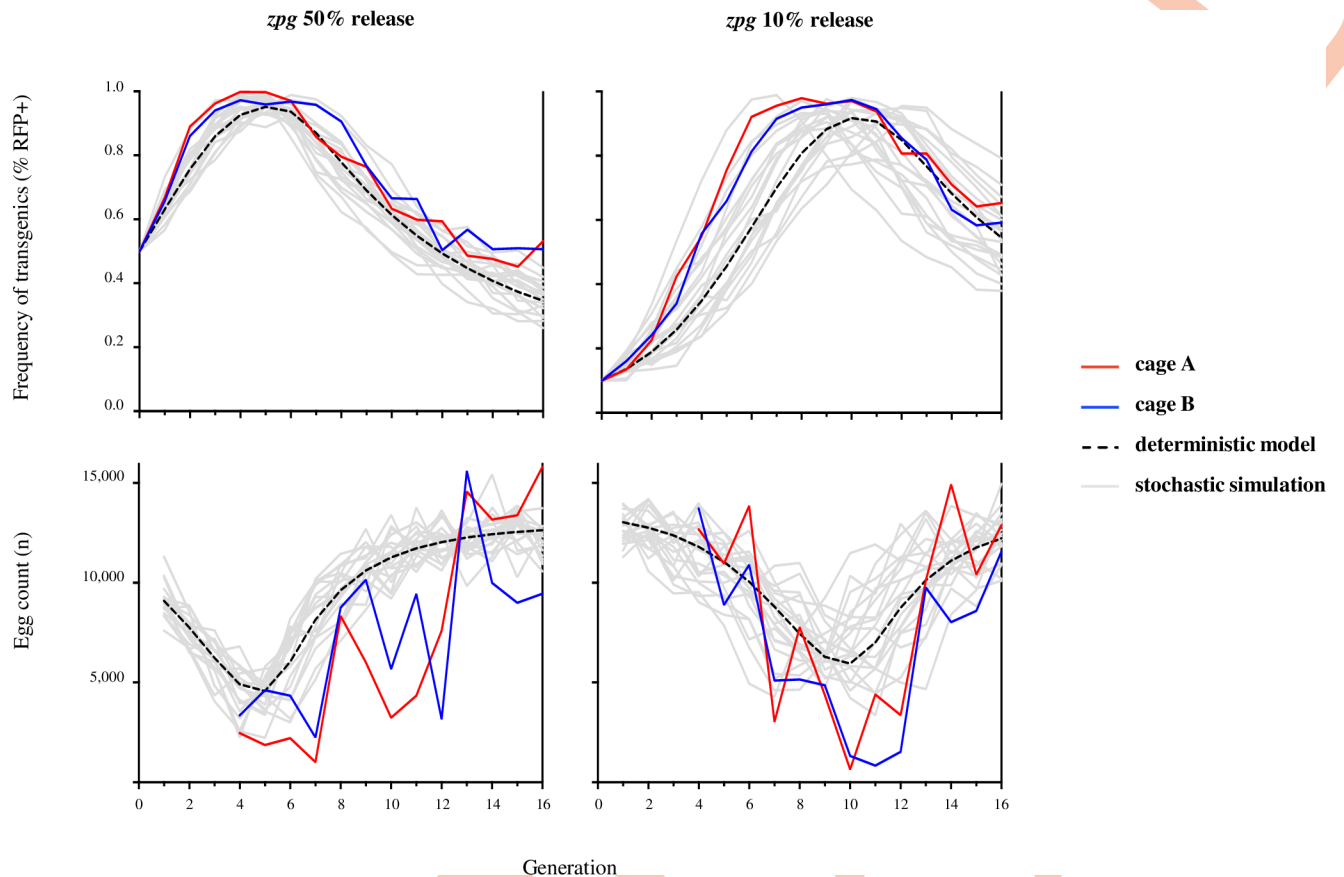 zpg 50% release
zpg 10% release
Frequency of transgenics (% RFP+)
1.0
0.8
0.6
0.4
0.2
0.0
cage A
cage B
deterministic model
stochastic simulation
Egg count (n)
15,000
10,000
5,000
0 2 4 6 8 10 12 14 16
0 2 4 6 8 10 12 14 16
Generation